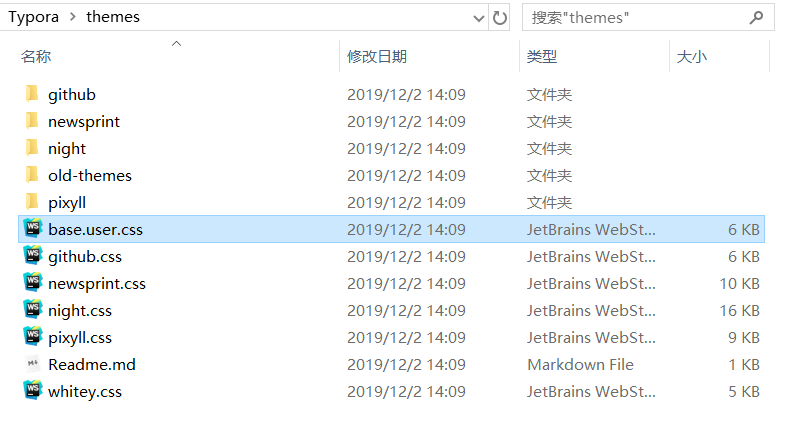 Typora > themes 搜索"themes"
名称 修改日期 类型 大小
github 2019/12/2 14:09 文件夹
newsprint 2019/12/2 14:09 文件夹
night 2019/12/2 14:09 文件夹
old-themes 2019/12/2 14:09 文件夹
pixyll 2019/12/2 14:09 文件夹
base.user.css 2019/12/2 14:09 JetBrains WebSt... 6 KB
github.css 2019/12/2 14:09 JetBrains WebSt... 6 KB
newsprint.css 2019/12/2 14:09 JetBrains WebSt... 10 KB
night.css 2019/12/2 14:09 JetBrains WebSt... 16 KB
pixyll.css 2019/12/2 14:09 JetBrains WebSt... 9 KB
Readme.md 2019/12/2 14:09 Markdown File 1 KB
whitey.css 2019/12/2 14:09 JetBrains WebSt... 5 KB